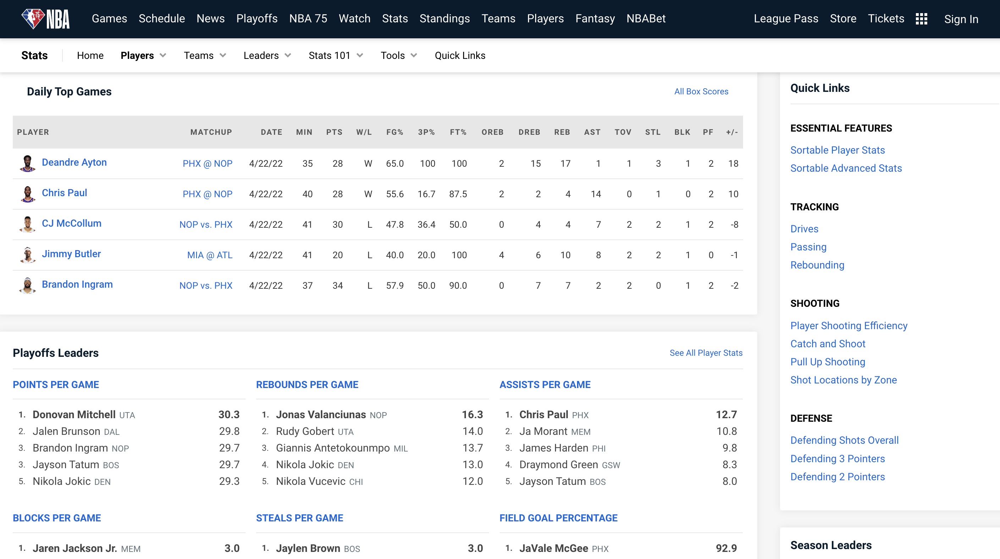 75 NBA Games Schedule News Playoffs NBA 75 Watch Stats Standings Teams Players Fantasy NBABet League Pass Store Tickets Sign In
Stats Home Players Teams Leaders Stats 101 Tools Quick Links
Daily Top Games All Box Scores
PLAYER MATCHUP DATE MIN PTS W/L FG% 3P% FT% OREB DREB REB AST TOV STL BLK PF +/-
Deandre Ayton PHX @ NOP 4/22/22 35 28 W 65.0 100 100 2 15 17 1 1 3 1 2 18
Chris Paul PHX @ NOP 4/22/22 40 28 W 55.6 16.7 87.5 2 2 4 14 0 1 0 2 10
CJ McCollum NOP vs. PHX 4/22/22 41 30 L 47.8 36.4 50.0 0 4 4 7 2 2 1 2 -8
Jimmy Butler MIA @ ATL 4/22/22 41 20 L 40.0 20.0 100 4 6 10 8 2 2 1 0 -1
Brandon Ingram NOP vs. PHX 4/22/22 37 34 L 57.9 50.0 90.0 0 7 7 2 2 0 1 2 -2
Playoffs Leaders See All Player Stats
POINTS PER GAME
1. Donovan Mitchell UTA 30.3
2. Jalen Brunson DAL 29.8
3. Brandon Ingram NOP 29.7
3. Jayson Tatum BOS 29.7
5. Nikola Jokic DEN 29.3
REBOUNDS PER GAME
1. Jonas Valanciunas NOP 16.3
2. Rudy Gobert UTA 14.0
3. Giannis Antetokounmpo MIL 13.7
4. Nikola Jokic DEN 13.0
5. Nikola Vucevic CHI 12.0
ASSISTS PER GAME
1. Chris Paul PHX 12.7
2. Ja Morant MEM 10.8
3. James Harden PHI 9.8
4. Draymond Green GSW 8.3
5. Jayson Tatum BOS 8.0
BLOCKS PER GAME
1. Jaren Jackson Jr. MEM 3.0
STEALS PER GAME
1. Jaylen Brown BOS 3.0
FIELD GOAL PERCENTAGE
1. JaVale McGee PHX 92.9
Quick Links
ESSENTIAL FEATURES
Sortable Player Stats
Sortable Advanced Stats
TRACKING
Drives
Passing
Rebounding
SHOOTING
Player Shooting Efficiency
Catch and Shoot
Pull Up Shooting
Shot Locations by Zone
DEFENSE
Defending Shots Overall
Defending 3 Pointers
Defending 2 Pointers
Season Leaders